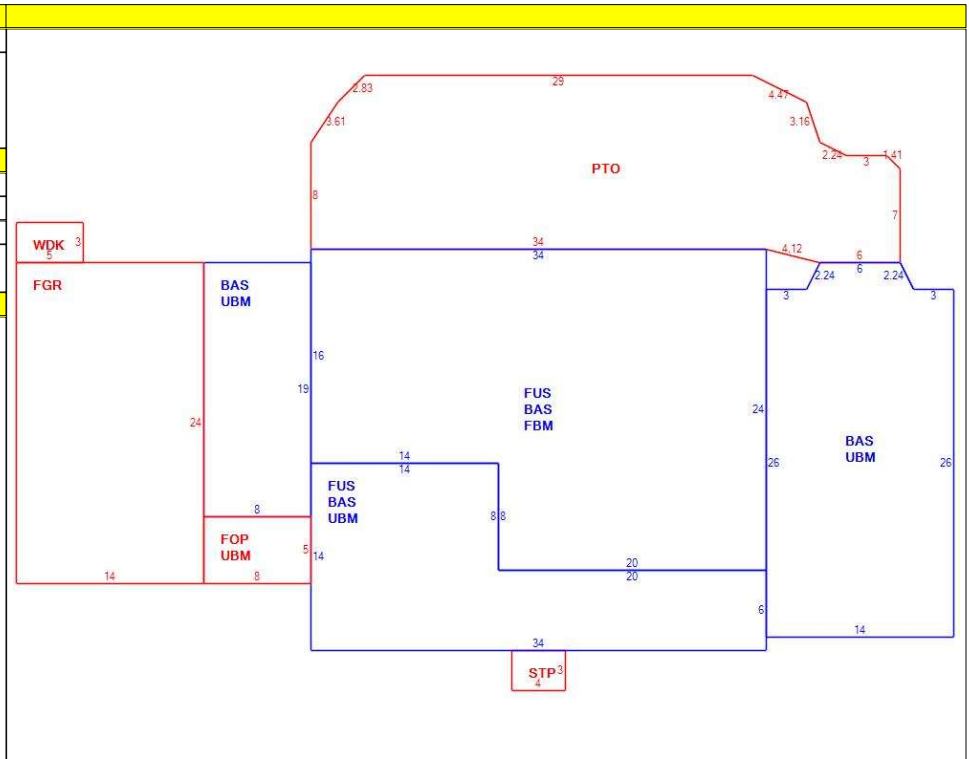 2.83
29
4.47
3.61
3.16
2.24
3
1.41
PTO
8
7
WDK
3
5
34
34
4.12
6
6
2.24
2.24
FGR
BAS
UBM
3
3
16
19
24
FUS
BAS
FBM
24
26
BAS
UBM
26
14
14
FUS
BAS
UBM
8
8
8
FOP
UBM
5
14
20
20
14
8
6
14
34
STP
3
4